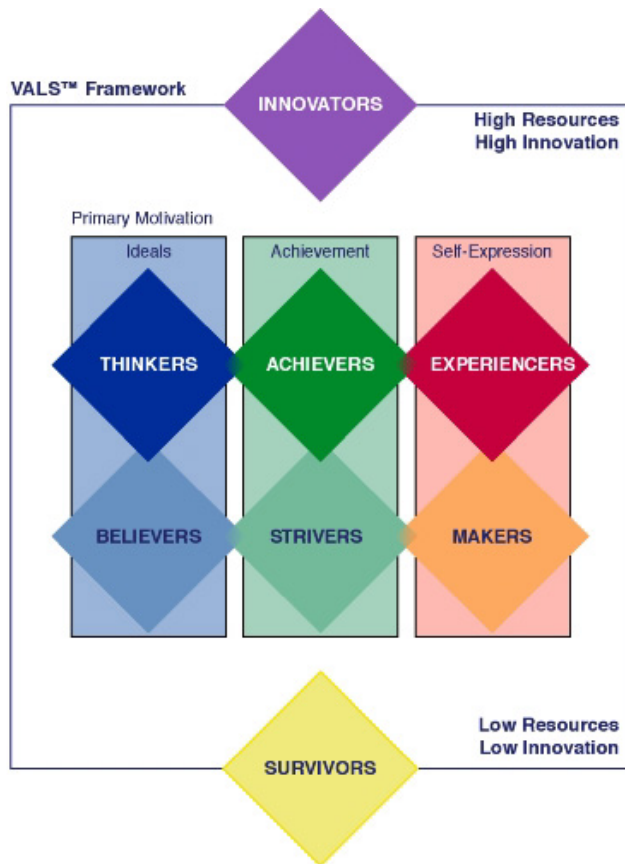 VALS™ Framework
INNOVATORS
High Resources
High Innovation
Primary Motivation
Ideals
Achievement
Self-Expression
THINKERS
ACHIEVERS
EXPERIENCERS
BELIEVERS
STRIVERS
MAKERS
Low Resources
Low Innovation
SURVIVORS